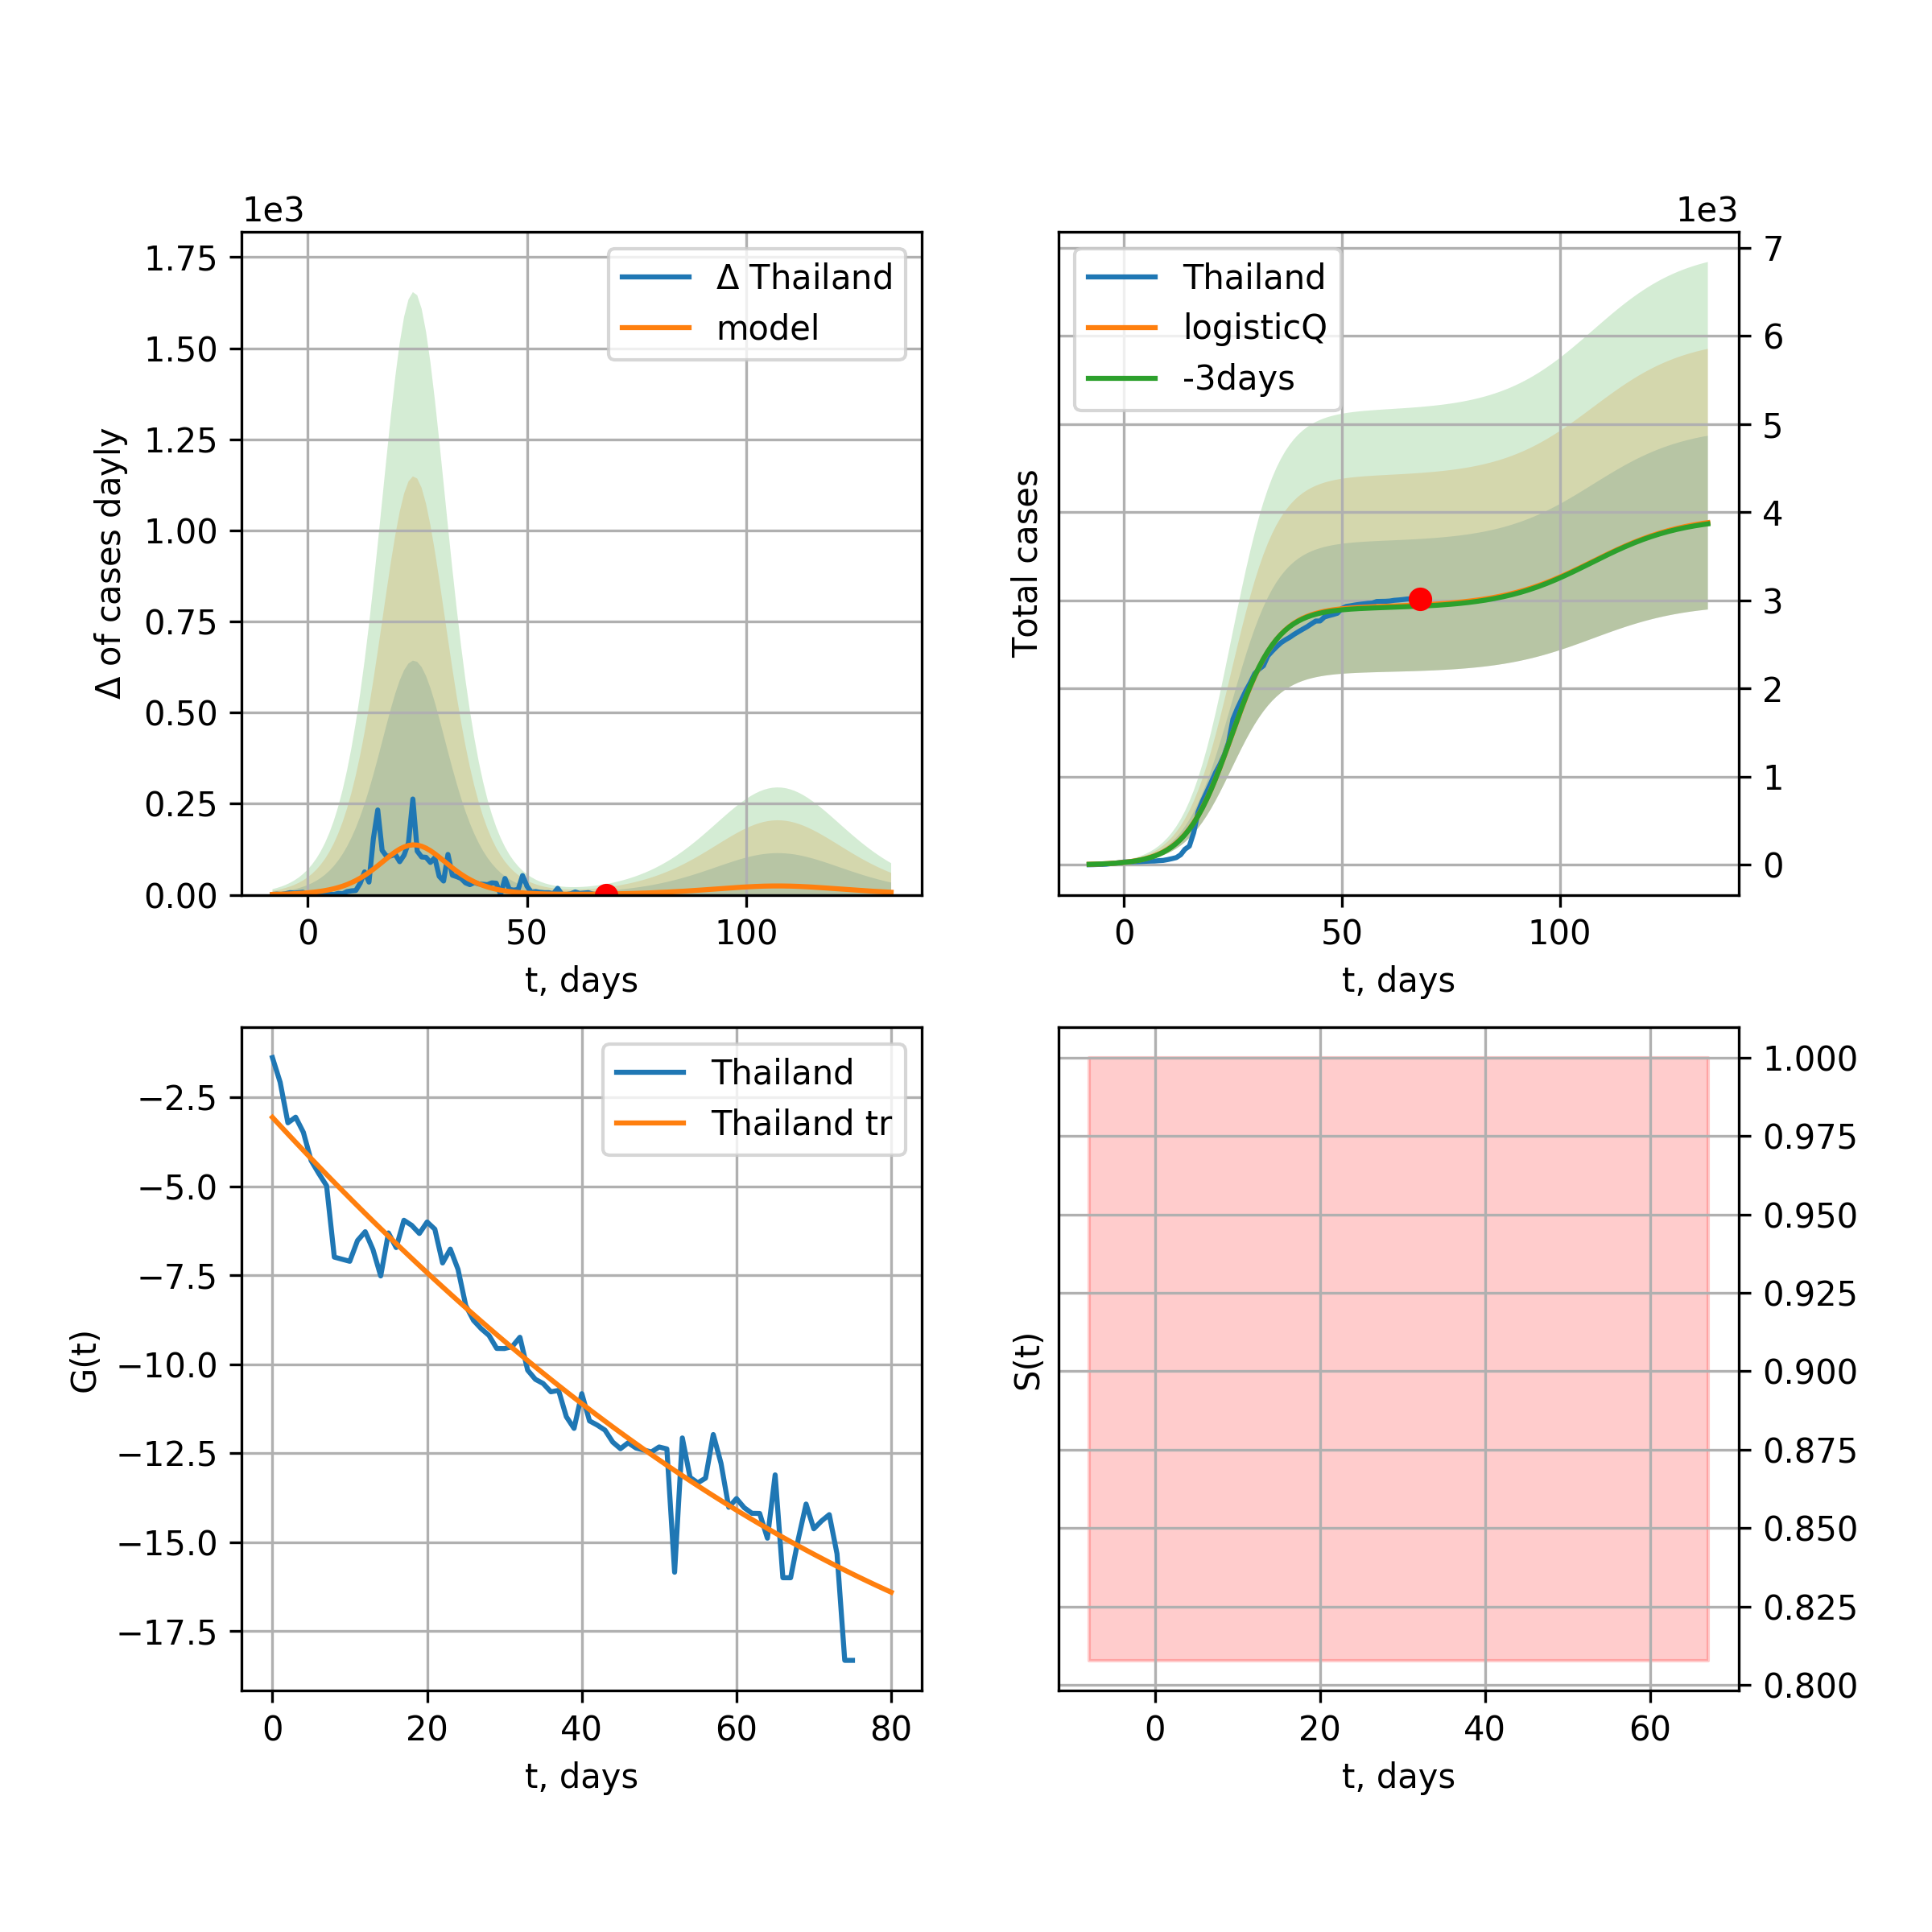 1e3
1.75
1.50
1.25
1.00
0.75
0.50
0.25
0.00
Δ of cases dayly
Δ Thailand
model
0
50
100
t, days
1e3
Thailand
logisticQ
-3days
Total cases
7
6
5
4
3
2
1
0
0
50
100
t, days
Thailand
Thailand tr
G(t)
−2.5
−5.0
−7.5
−10.0
−12.5
−15.0
−17.5
0
20
40
60
80
t, days
S(t)
1.000
0.975
0.950
0.925
0.900
0.875
0.850
0.825
0.800
0
20
40
60
t, days